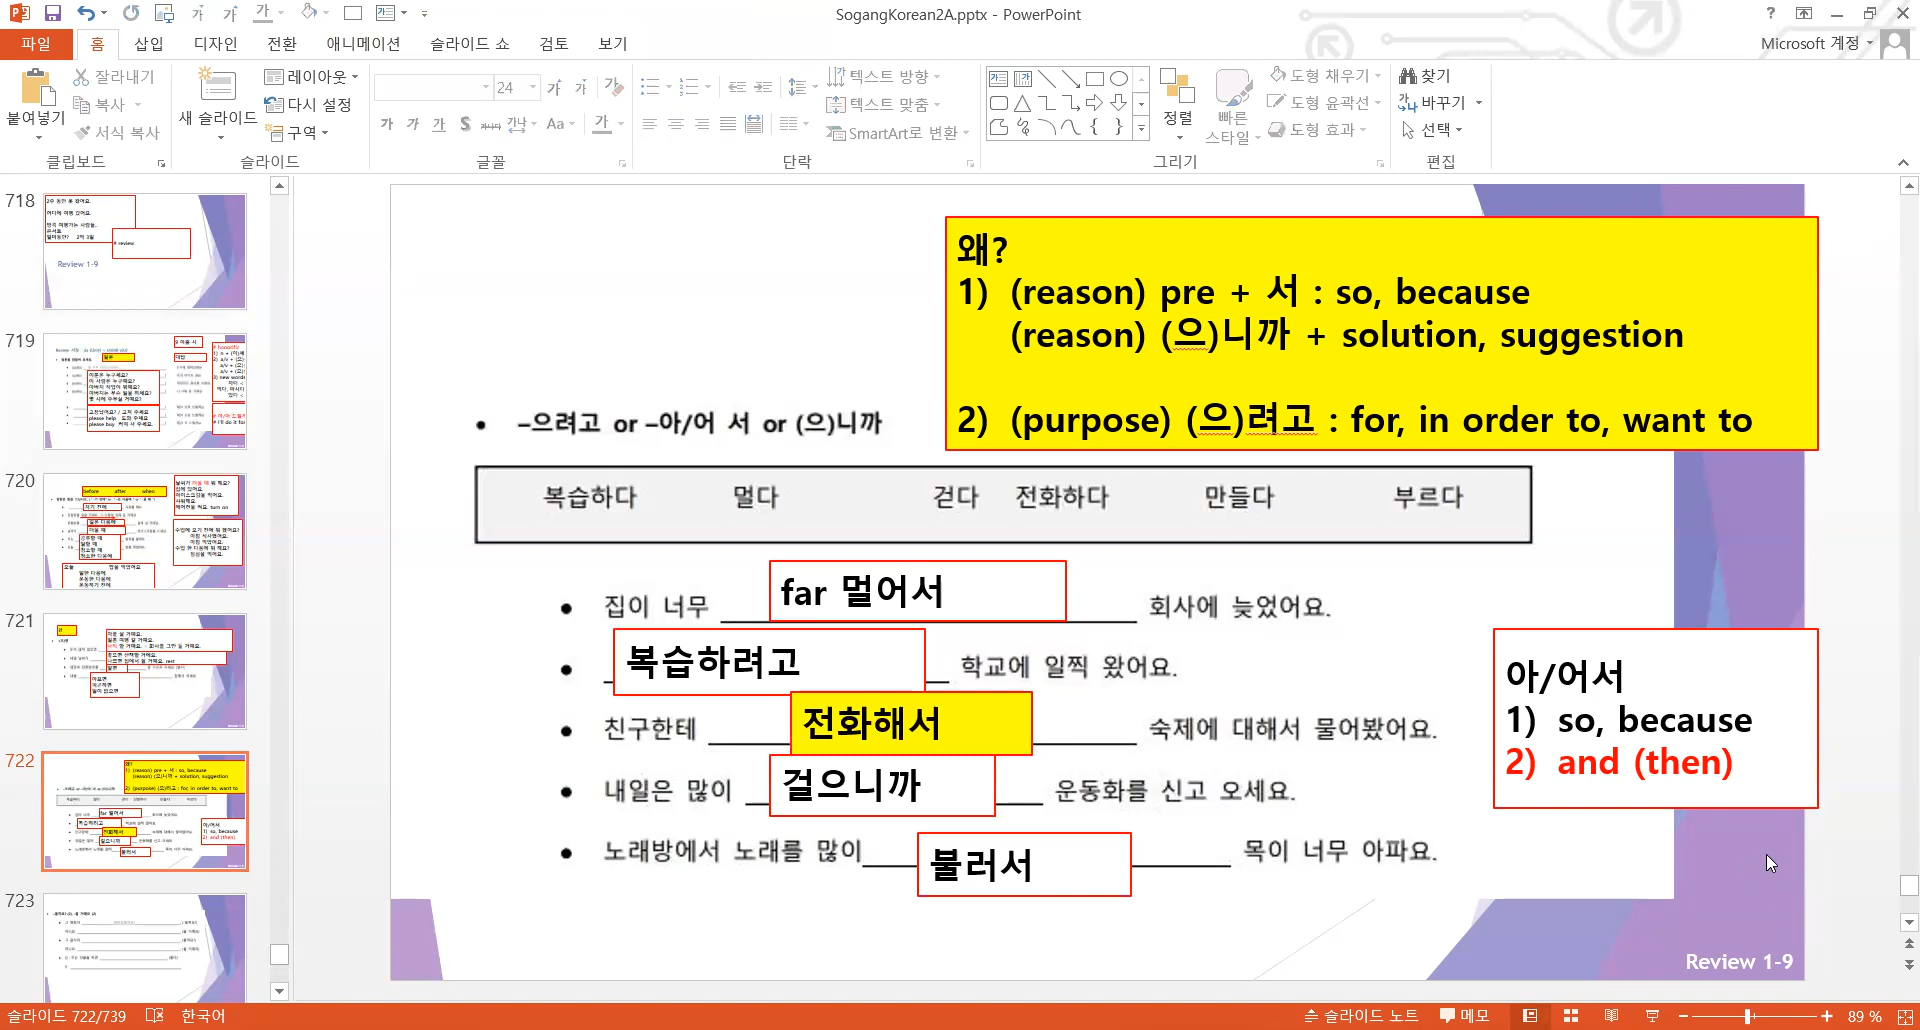 SogangKorean2A.pptx - PowerPoint
파일 홈 삽입 디자인 전환 애니메이션 슬라이드 쇼 검토 보기
Microsoft 계정
붙여넣기
잘라내기
복사
서식 복사
클립보드
새 슬라이드
레이아웃
다시 설정
구역
슬라이드
24
글꼴
텍스트 방향
텍스트 맞춤
SmartArt로 변환
단락
정렬
빠른 스타일
도형 채우기
도형 윤곽선
도형 효과
그리기
찾기
바꾸기
선택
편집
718
Review 1-9
719
720
721
722
723
왜?
1) (reason) pre + 서 : so, because
(reason) (으)니까 + solution, suggestion
2) (purpose) (으)려고 : for, in order to, want to
• –으려고 or –아/어 서 or (으)니까
복습하다 멀다 걷다 전화하다 만들다 부르다
• 집이 너무 far 멀어서 회사에 늦었어요.
• 복습하려고 학교에 일찍 왔어요.
• 친구한테 전화해서 숙제에 대해서 물어봤어요.
• 내일은 많이 걸으니까 운동화를 신고 오세요.
• 노래방에서 노래를 많이 불러서 목이 너무 아파요.
아/어서
1) so, because
2) and (then)
Review 1-9
슬라이드 722/739 한국어 슬라이드 노트 메모 89 %